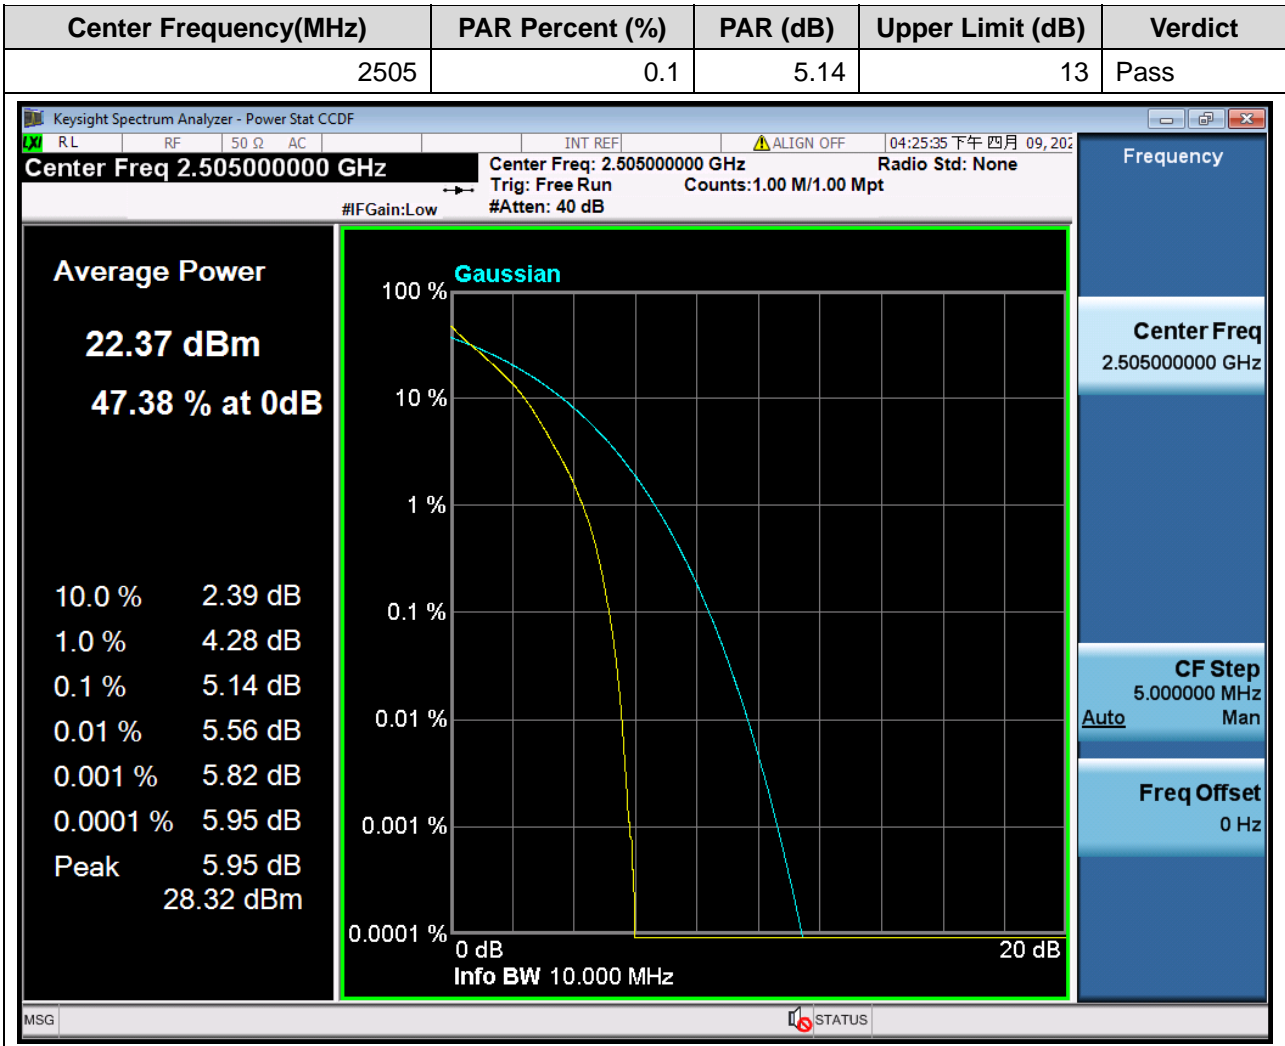 Center Frequency(MHz) PAR Percent (%) PAR (dB) Upper Limit (dB) Verdict
2505 0.1 5.14 13 Pass
Keysight Spectrum Analyzer - Power Stat CCDF
LXI RL RF 50 Ω AC INT REF ALIGN OFF 04:25:35 下午 四月 09, 202
Center Freq 2.505000000 GHz
Center Freq: 2.505000000 GHz Radio Std: None
Trig: Free Run Counts:1.00 M/1.00 Mpt
#IFGain:Low #Atten: 40 dB
Frequency
Average Power
22.37 dBm
47.38 % at 0dB
10.0 % 2.39 dB
1.0 % 4.28 dB
0.1 % 5.14 dB
0.01 % 5.56 dB
0.001 % 5.82 dB
0.0001 % 5.95 dB
Peak 5.95 dB
28.32 dBm
Gaussian
100 %
10 %
1 %
0.1 %
0.01 %
0.001 %
0.0001 %
0 dB 20 dB
Info BW 10.000 MHz
Center Freq
2.505000000 GHz
CF Step
5.000000 MHz
Auto Man
Freq Offset
0 Hz
MSG STATUS